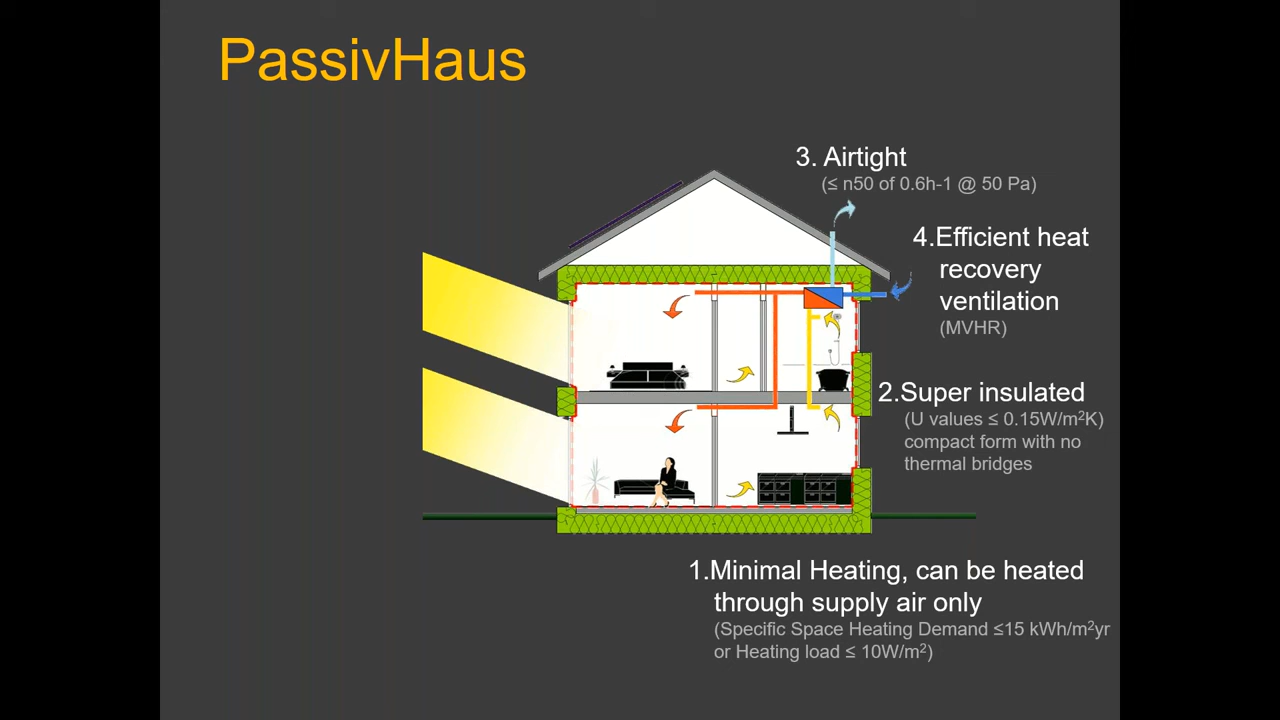 PassivHaus
3. Airtight
(≤ n50 of 0.6h-1 @ 50 Pa)
4.Efficient heat
recovery
ventilation
(MVHR)
2.Super insulated
(U values ≤ 0.15W/m²K)
compact form with no
thermal bridges
1.Minimal Heating, can be heated
through supply air only
(Specific Space Heating Demand ≤15 kWh/m²yr
or Heating load ≤ 10W/m²)